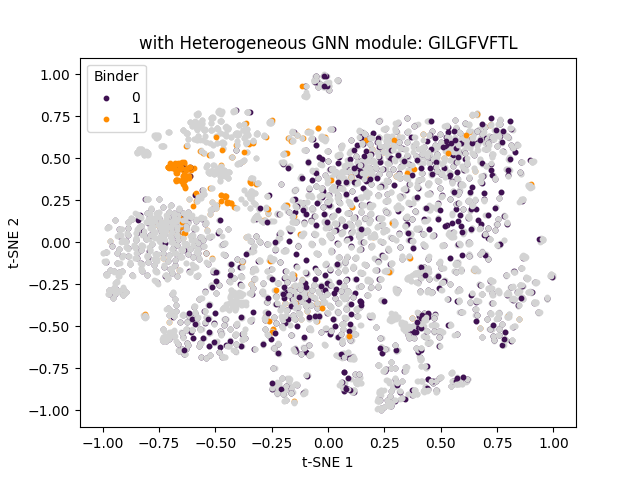 with Heterogeneous GNN module: GILGFVFTL
Binder
0
1
t-SNE 2
1.00
0.75
0.50
0.25
0.00
−0.25
−0.50
−0.75
−1.00
−1.00 −0.75 −0.50 −0.25 0.00 0.25 0.50 0.75 1.00
t-SNE 1